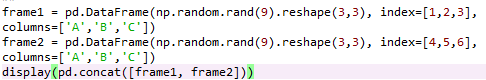 frame1 = pd.DataFrame(np.random.rand(9).reshape(3,3), index=[1,2,3],
columns=['A','B','C'])
frame2 = pd.DataFrame(np.random.rand(9).reshape(3,3), index=[4,5,6],
columns=['A','B','C'])
display(pd.concat([frame1, frame2]))